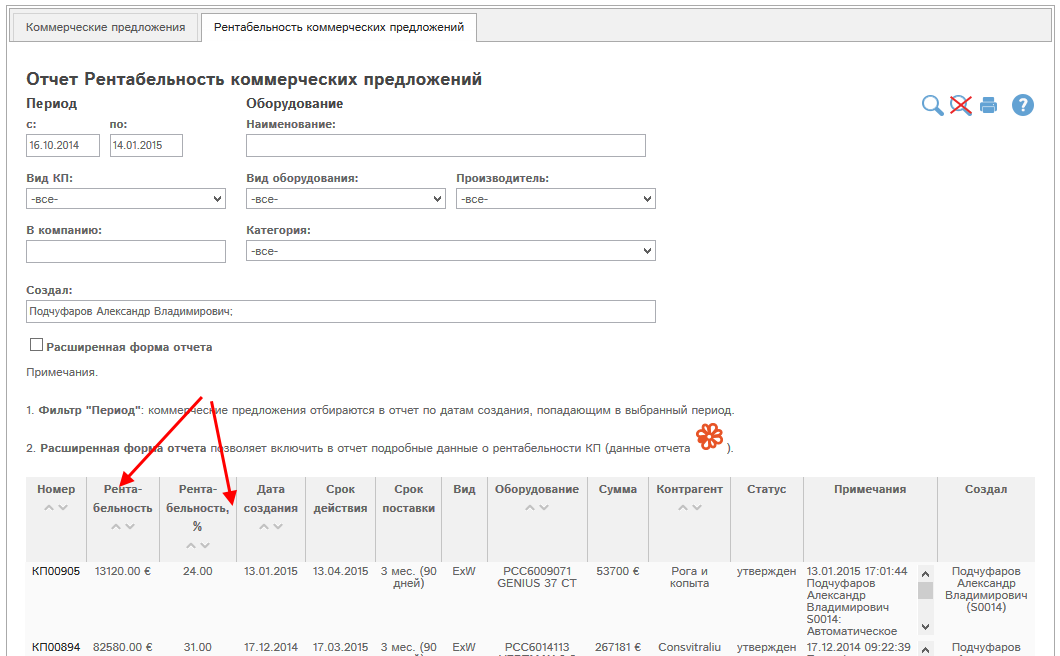 Коммерческие предложения
Рентабельность коммерческих предложений
Отчет Рентабельность коммерческих предложений
Период
Оборудование
с:
по:
Наименование:
16.10.2014
14.01.2015
Вид КП:
Вид оборудования:
Производитель:
-все-
-все-
-все-
В компанию:
Категория:
-все-
Создал:
Подчуфаров Александр Владимирович;
Расширенная форма отчета
Примечания.
1. Фильтр "Период": коммерческие предложения отбираются в отчет по датам создания, попадающим в выбранный период.
2. Расширенная форма отчета позволяет включить в отчет подробные данные о рентабельности КП (данные отчета ).
Номер
Рента-
бельность
Рента-
бельность,
%
Дата
создания
Срок
действия
Срок
поставки
Вид
Оборудование
Сумма
Контрагент
Статус
Примечания
Создал
КП00905
13120.00 €
24.00
13.01.2015
13.04.2015
3 мес. (90
дней)
ExW
PCC6009071
GENIUS 37 CT
53700 €
Рога и
копыта
утвержден
13.01.2015 17:01:44
Подчуфаров
Александр
Владимирович
S0014:
Автоматическое
Подчуфаров
Александр
Владимирович
(S0014)
КП00894
82580.00 €
31.00
17.12.2014
17.03.2015
3 мес. (90
PCC6014113
ExW
267181 €
Consvitraliu
утвержден
17.12.2014 09:22:39
Подчуфаров